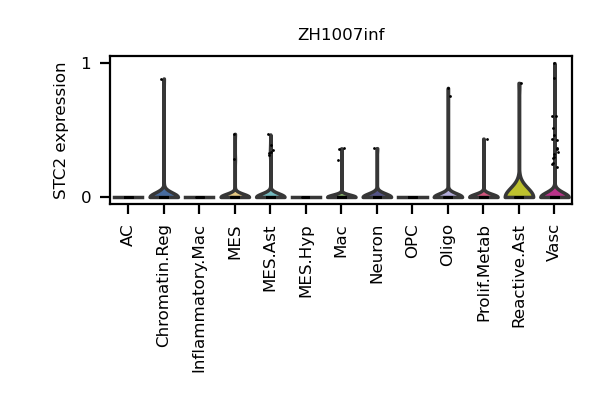 ZH1007inf
STC2 expression
1
0
AC
Chromatin.Reg
Inflammatory.Mac
MES
MES.Ast
MES.Hyp
Mac
Neuron
OPC
Oligo
Prolif.Metab
Reactive.Ast
Vasc